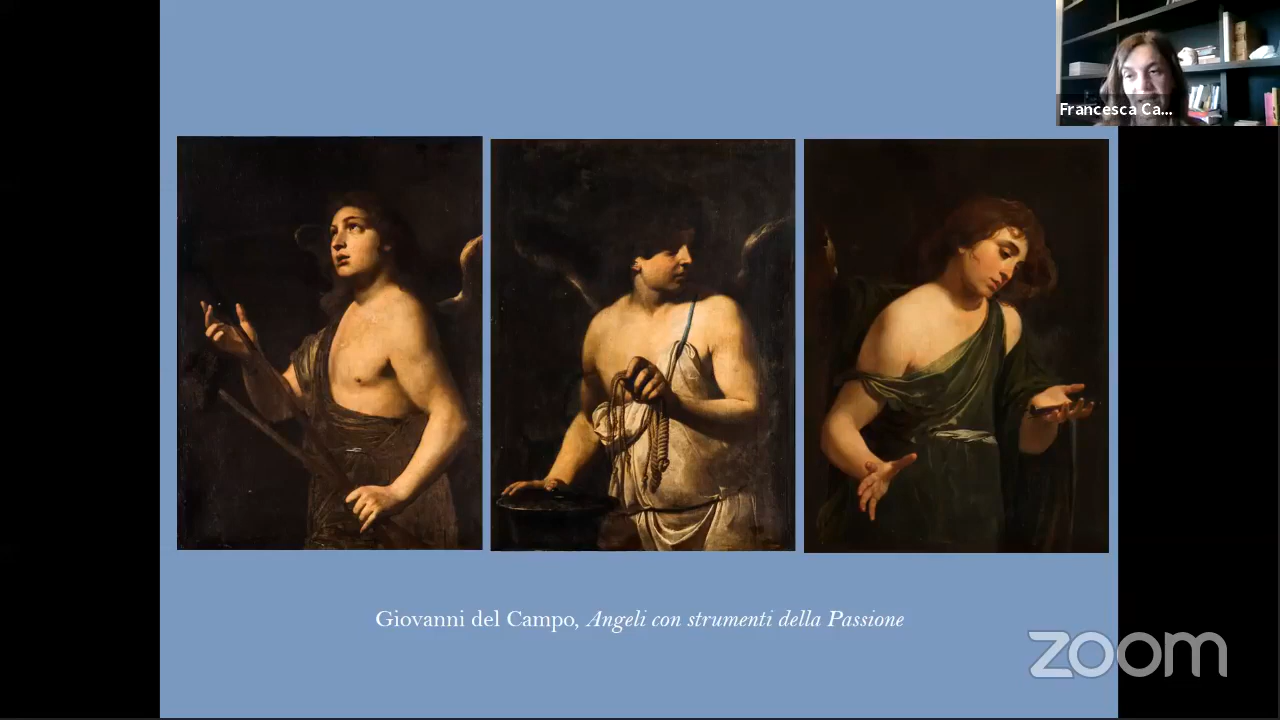 Francesca Ca...
Giovanni del Campo, Angeli con strumenti della Passione
zoom